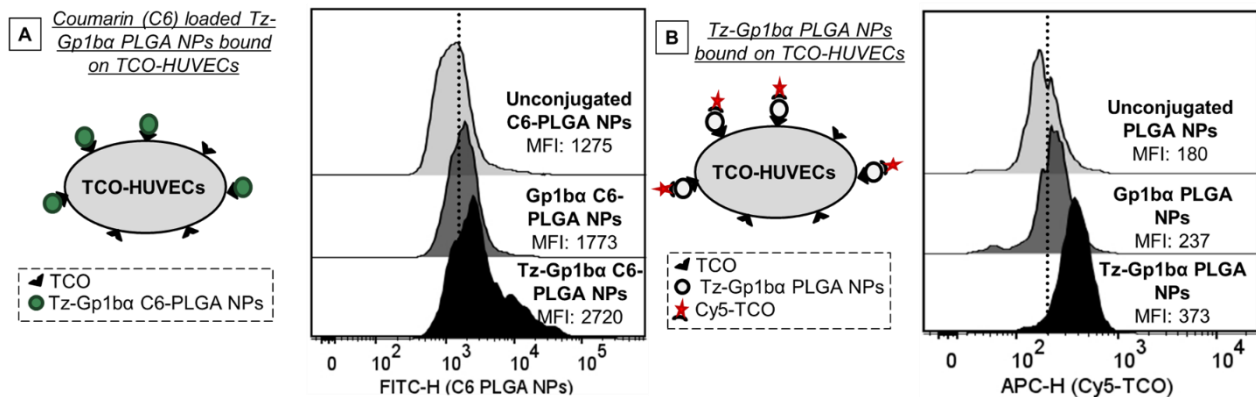 A
Coumarin (C6) loaded Tz-
Gp1bα PLGA NPs bound
on TCO-HUVECs
TCO-HUVECs
TCO
Tz-Gp1bα C6-PLGA NPs
Unconjugated
C6-PLGA NPs
MFI: 1275
Gp1bα C6-
PLGA NPs
MFI: 1773
Tz-Gp1bα C6-
PLGA NPs
MFI: 2720
0 10^2 10^3 10^4 10^5
FITC-H (C6 PLGA NPs)
B
Tz-Gp1bα PLGA NPs
bound on TCO-HUVECs
TCO-HUVECs
TCO
Tz-Gp1bα PLGA NPs
Cy5-TCO
Unconjugated
PLGA NPs
MFI: 180
Gp1bα PLGA
NPs
MFI: 237
Tz-Gp1bα PLGA
NPs
MFI: 373
0 10^2 10^3 10^4
APC-H (Cy5-TCO)